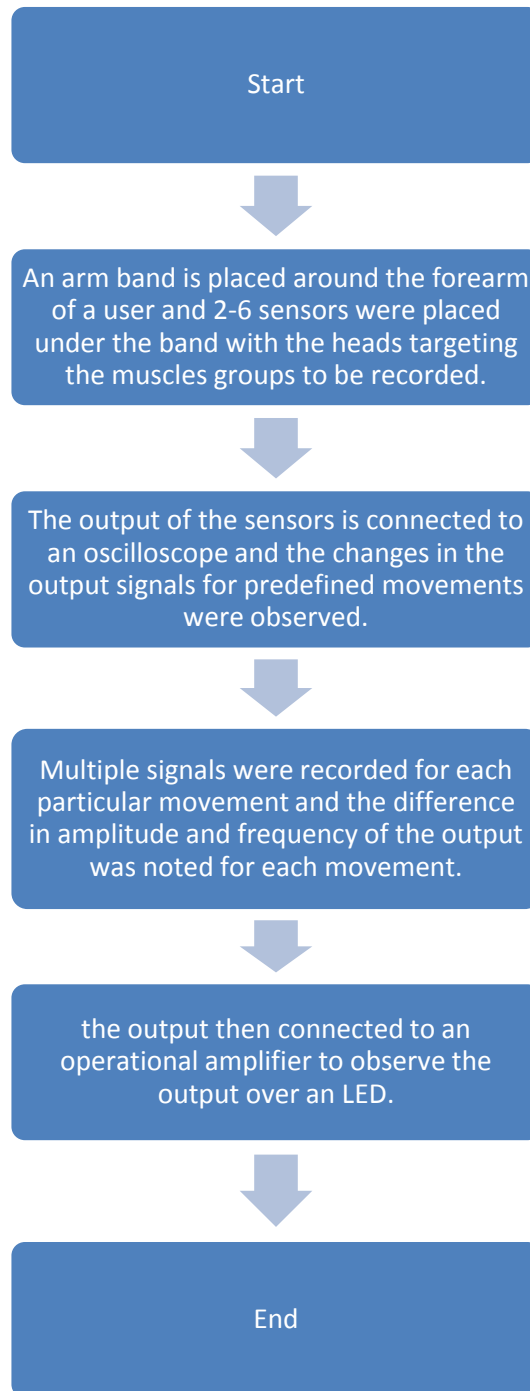 Start
An arm band is placed around the forearm
of a user and 2-6 sensors were placed
under the band with the heads targeting
the muscles groups to be recorded.
The output of the sensors is connected to
an oscilloscope and the changes in the
output signals for predefined movements
were observed.
Multiple signals were recorded for each
particular movement and the difference
in amplitude and frequency of the output
was noted for each movement.
the output then connected to an
operational amplifier to observe the
output over an LED.
End